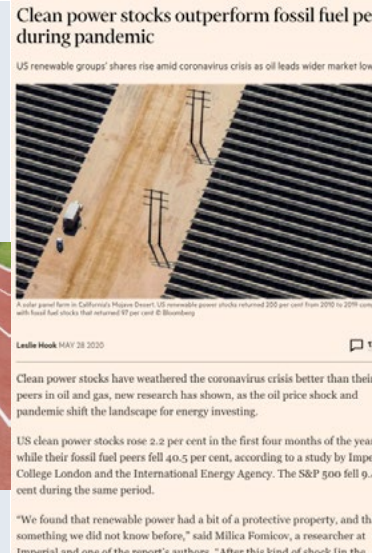 Clean power stocks outperform fossil fuel pe
during pandemic
US renewable groups' shares rise amid coronavirus crisis as oil leads wider market low
A solar panel farm in California's Mojave Desert. US renewable power stocks returned 200 per cent from 2010 to 2019 com
with fossil fuel stocks that returned 97 per cent © Bloomberg
Leslie Hook MAY 28 2020
Clean power stocks have weathered the coronavirus crisis better than their
peers in oil and gas, new research has shown, as the oil price shock and
pandemic shift the landscape for energy investing.
US clean power stocks rose 2.2 per cent in the first four months of the year
while their fossil fuel peers fell 40.5 per cent, according to a study by Impe
College London and the International Energy Agency. The S&P 500 fell 9.
cent during the same period.
“We found that renewable power had a bit of a protective property, and th
something we did not know before,” said Milica Fomicov, a researcher at
Imperial and one of the report's authors. “After this kind of shock [in the